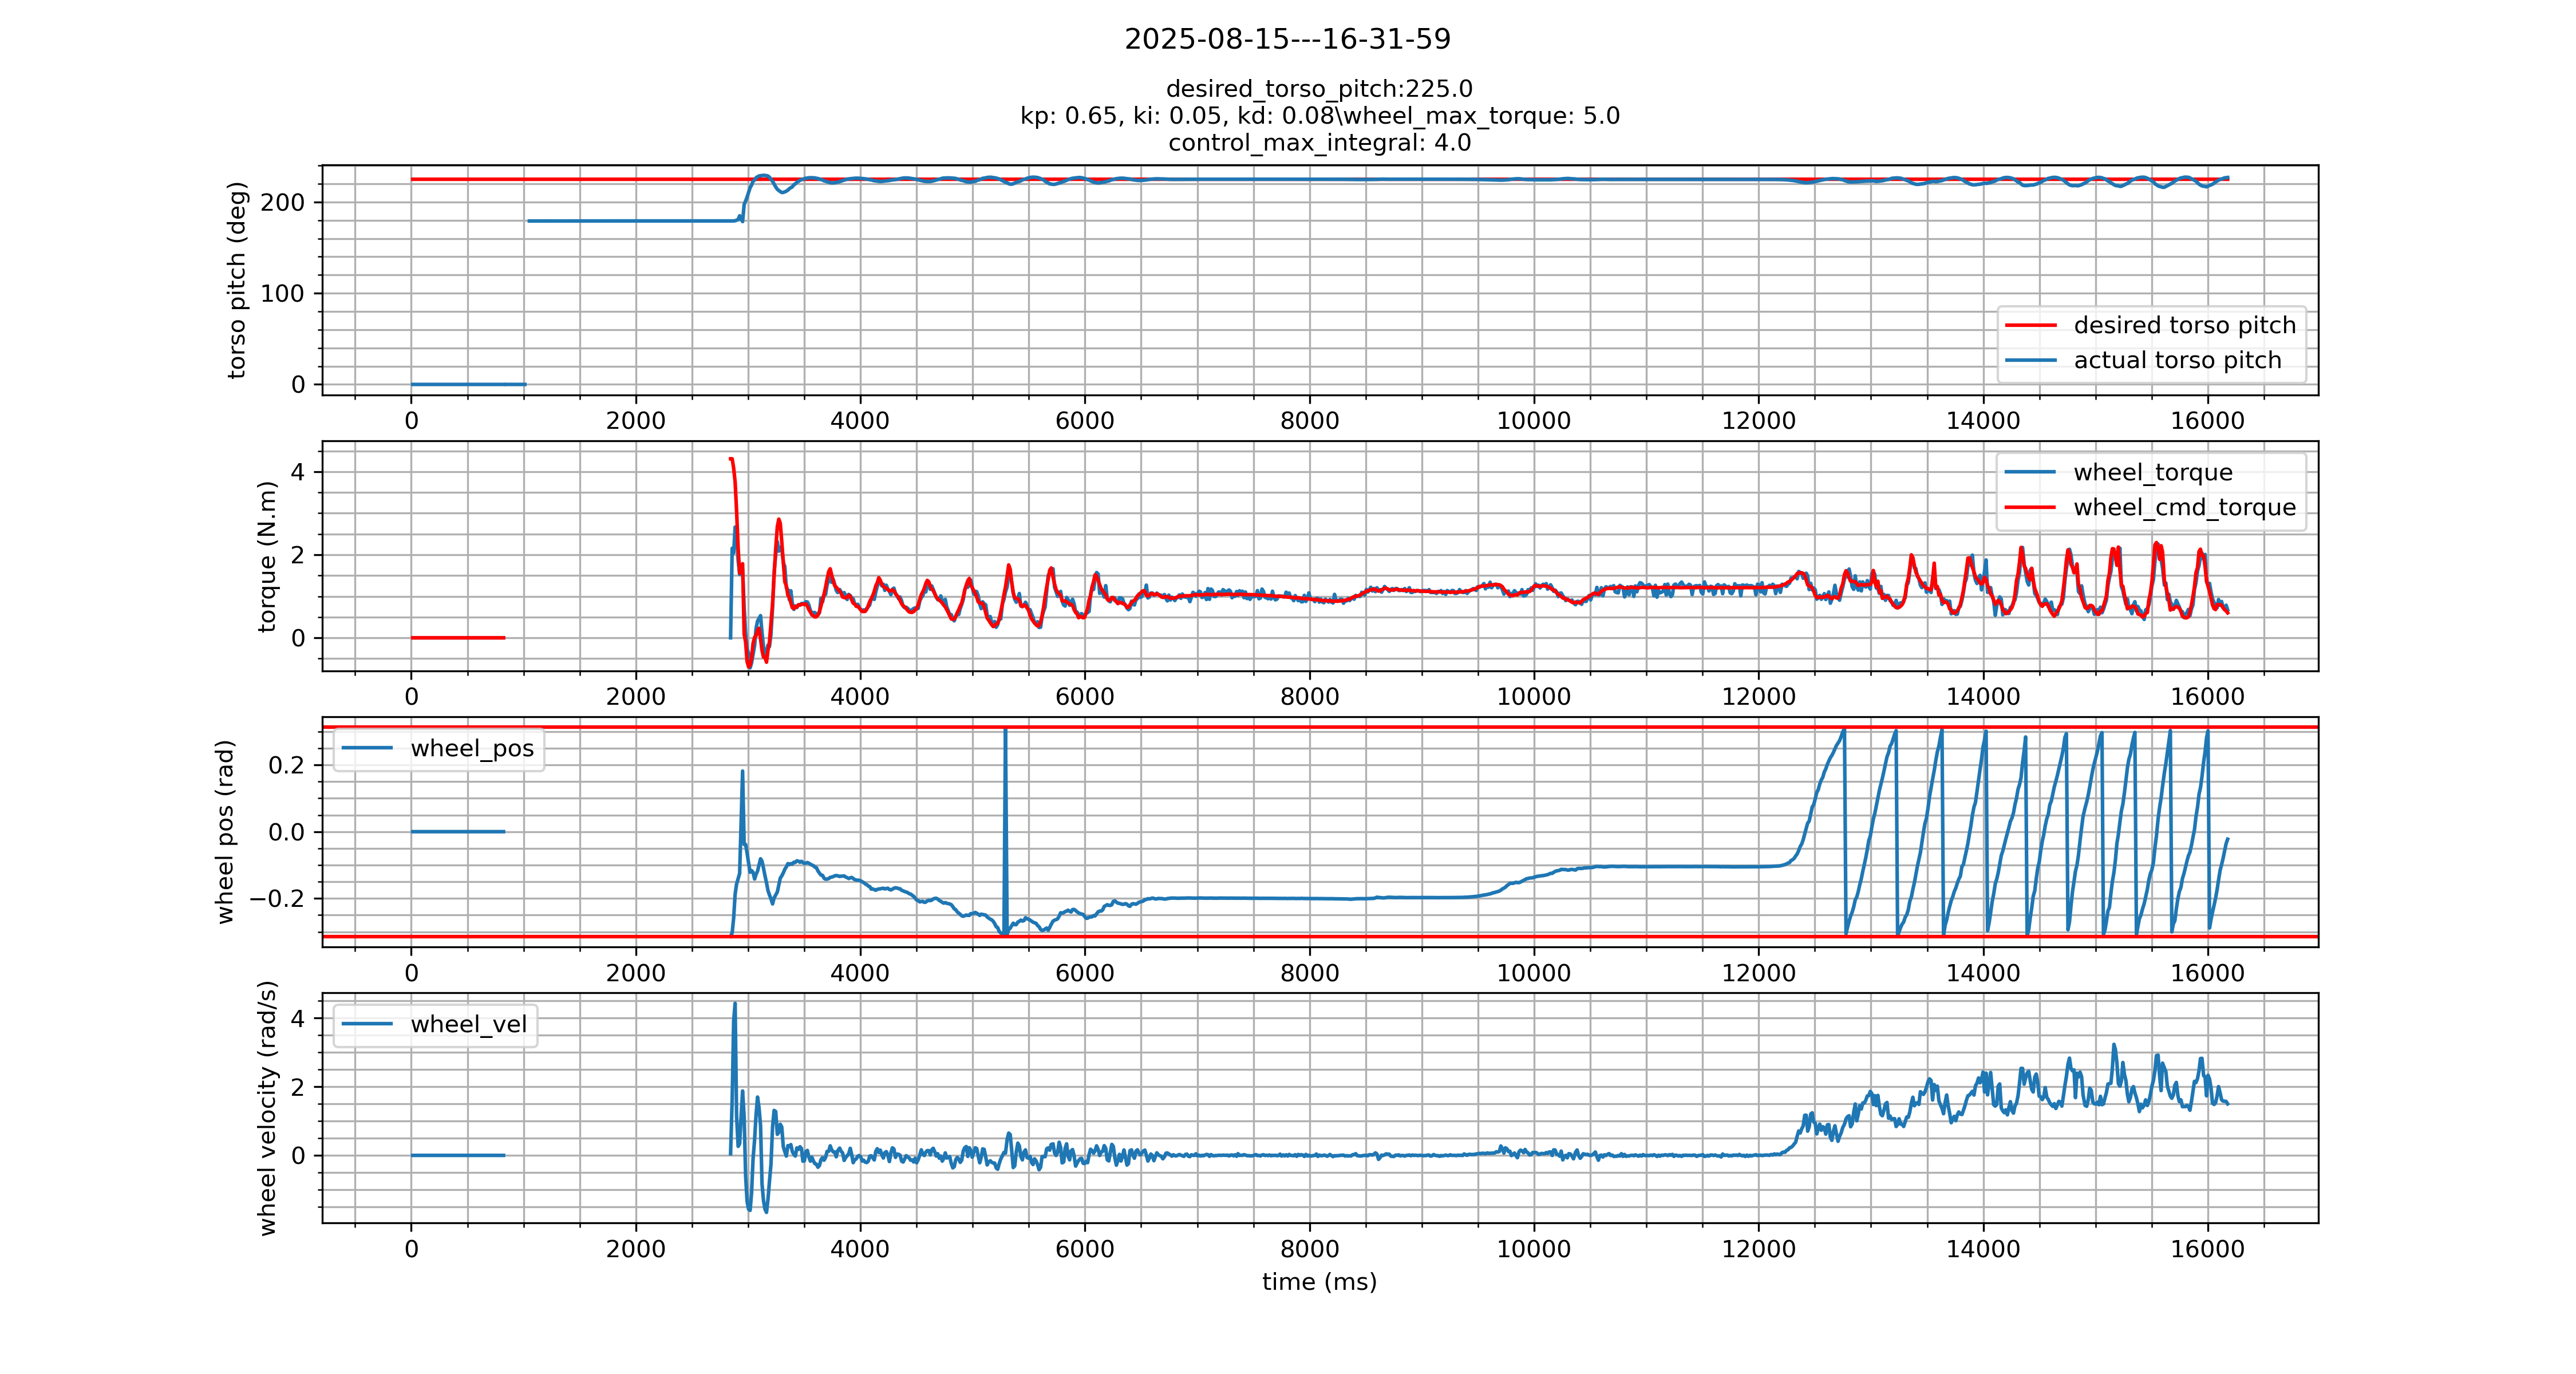 2025-08-15---16-31-59
desired_torso_pitch:225.0
kp: 0.65, ki: 0.05, kd: 0.08\wheel_max_torque: 5.0
control_max_integral: 4.0
torso pitch (deg)
200
100
0
desired torso pitch
actual torso pitch
0 2000 4000 6000 8000 10000 12000 14000 16000
torque (N.m)
4
2
0
wheel_torque
wheel_cmd_torque
0 2000 4000 6000 8000 10000 12000 14000 16000
wheel pos (rad)
0.2
0.0
−0.2
wheel_pos
0 2000 4000 6000 8000 10000 12000 14000 16000
wheel velocity (rad/s)
4
2
0
wheel_vel
0 2000 4000 6000 8000 10000 12000 14000 16000
time (ms)